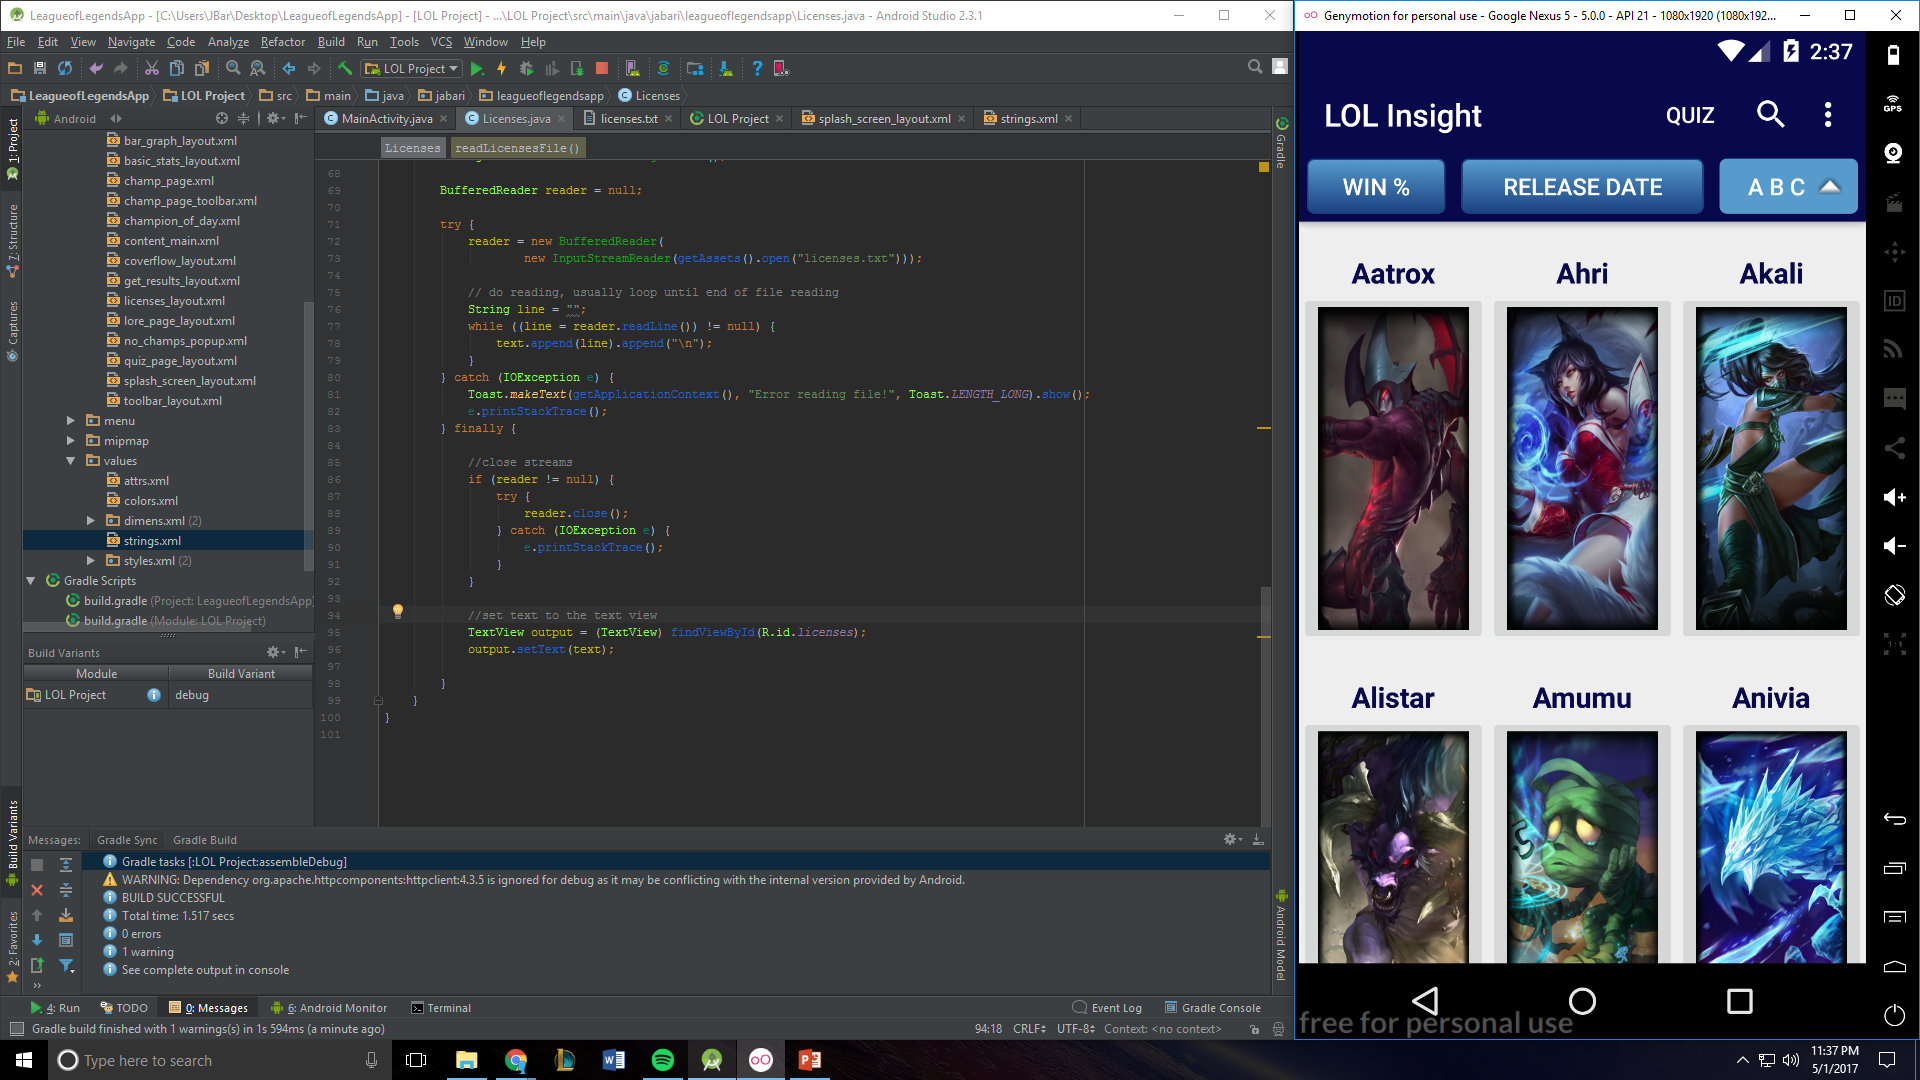 LeagueofLegendsApp - [C:\Users\JBar\Desktop\LeagueofLegendsApp] - [LOL Project] - ...\LOL Project\src\main\java\jabari\leagueoflegendsapp\Licenses.java - Android Studio 2.3.1
File Edit View Navigate Code Analyze Refactor Build Run Tools VCS Window Help
LOL Project
LeagueofLegendsApp LOL Project src main java jabari leagueoflegendsapp Licenses
1: Project
Z: Structure
Captures
Build Variants
2: Favorites
Android
bar_graph_layout.xml
basic_stats_layout.xml
champ_page.xml
champ_page_toolbar.xml
champion_of_day.xml
content_main.xml
coverflow_layout.xml
get_results_layout.xml
licenses_layout.xml
lore_page_layout.xml
no_champs_popup.xml
quiz_page_layout.xml
splash_screen_layout.xml
toolbar_layout.xml
menu
mipmap
values
attrs.xml
colors.xml
dimens.xml (2)
strings.xml
styles.xml (2)
Gradle Scripts
build.gradle (Project: LeagueofLegendsApp)
build.gradle (Module: LOL Project)
Build Variants
Module Build Variant
LOL Project debug
MainActivity.java Licenses.java licenses.txt LOL Project splash_screen_layout.xml strings.xml
Licenses readLicensesFile()
68
69 BufferedReader reader = null;
70
71 try {
72 reader = new BufferedReader(
73 new InputStreamReader(getAssets().open("licenses.txt")));
74
75 // do reading, usually loop until end of file reading
76 String line = "";
77 while ((line = reader.readLine()) != null) {
78 text.append(line).append("\n");
79 }
80 } catch (IOException e) {
81 Toast.makeText(getApplicationContext(), "Error reading file!", Toast.LENGTH_LONG).show();
82 e.printStackTrace();
83 } finally {
84
85 //close streams
86 if (reader != null) {
87 try {
88 reader.close();
89 } catch (IOException e) {
90 e.printStackTrace();
91 }
92 }
93
94 //set text to the text view
95 TextView output = (TextView) findViewById(R.id.licenses);
96 output.setText(text);
97
98 }
99 }
100 }
101
Gradle
Android Model
Messages: Gradle Sync Gradle Build
Gradle tasks [:LOL Project:assembleDebug]
WARNING: Dependency org.apache.httpcomponents:httpclient:4.3.5 is ignored for debug as it may be conflicting with the internal version provided by Android.
BUILD SUCCESSFUL
Total time: 1.517 secs
0 errors
1 warning
See complete output in console
4: Run TODO 0: Messages 6: Android Monitor Terminal Event Log Gradle Console
Gradle build finished with 1 warnings(s) in 1s 594ms (a minute ago) 94:18 CRLF UTF-8 Context: <no context>
Genymotion for personal use - Google Nexus 5 - 5.0.0 - API 21 - 1080x1920 (1080x192...
2:37
LOL Insight QUIZ
WIN % RELEASE DATE A B C
Aatrox Ahri Akali
Alistar Amumu Anivia
free for personal use
GPS
ID
1:1
Type here to search
11:37 PM
5/1/2017